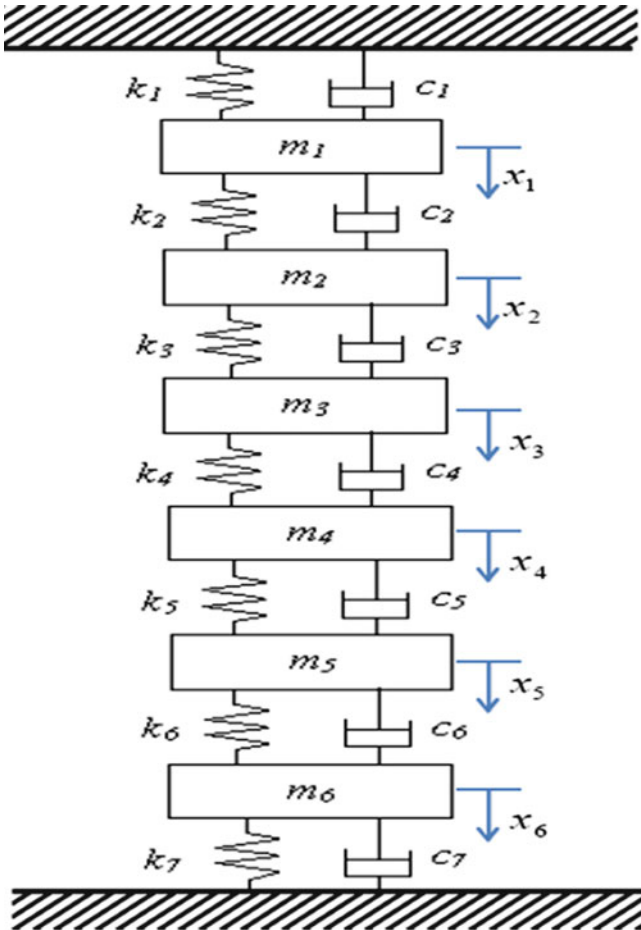 k₁ c₁
m₁
x₁
k₂ c₂
m₂
x₂
k₃ c₃
m₃
x₃
k₄ c₄
m₄
x₄
k₅ c₅
m₅
x₅
k₆ c₆
m₆
x₆
k₇ c₇